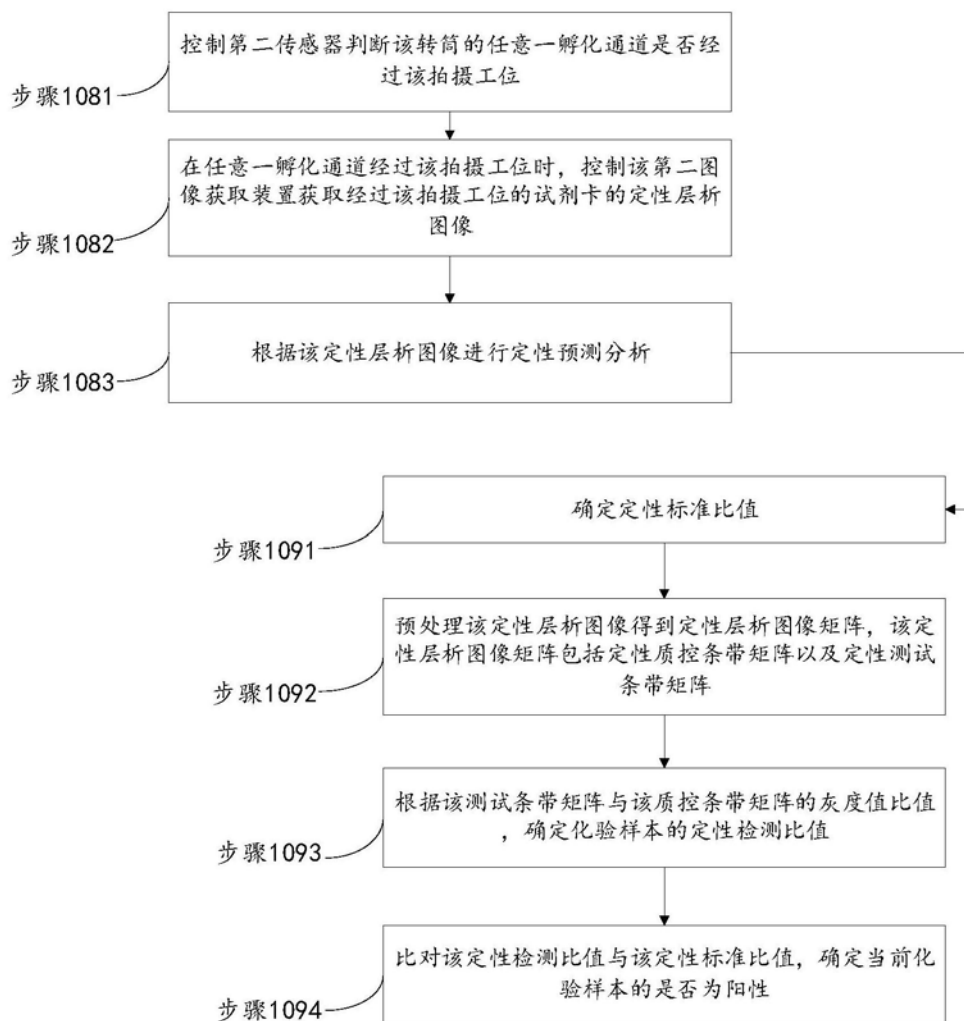 控制第二传感器判断该转筒的任意一孵化通道是否经
过该拍摄工位
步骤1081
在任意一孵化通道经过该拍摄工位时，控制该第二图
像获取装置获取经过该拍摄工位的试剂卡的定性层析
图像
步骤1082
根据该定性层析图像进行定性预测分析
步骤1083
确定定性标准比值
步骤1091
预处理该定性层析图像得到定性层析图像矩阵，该定
性层析图像矩阵包括定性质控条带矩阵以及定性测试
条带矩阵
步骤1092
根据该测试条带矩阵与该质控条带矩阵的灰度值比值
，确定化验样本的定性检测比值
步骤1093
比对该定性检测比值与该定性标准比值，确定当前化
验样本的是否为阳性
步骤1094